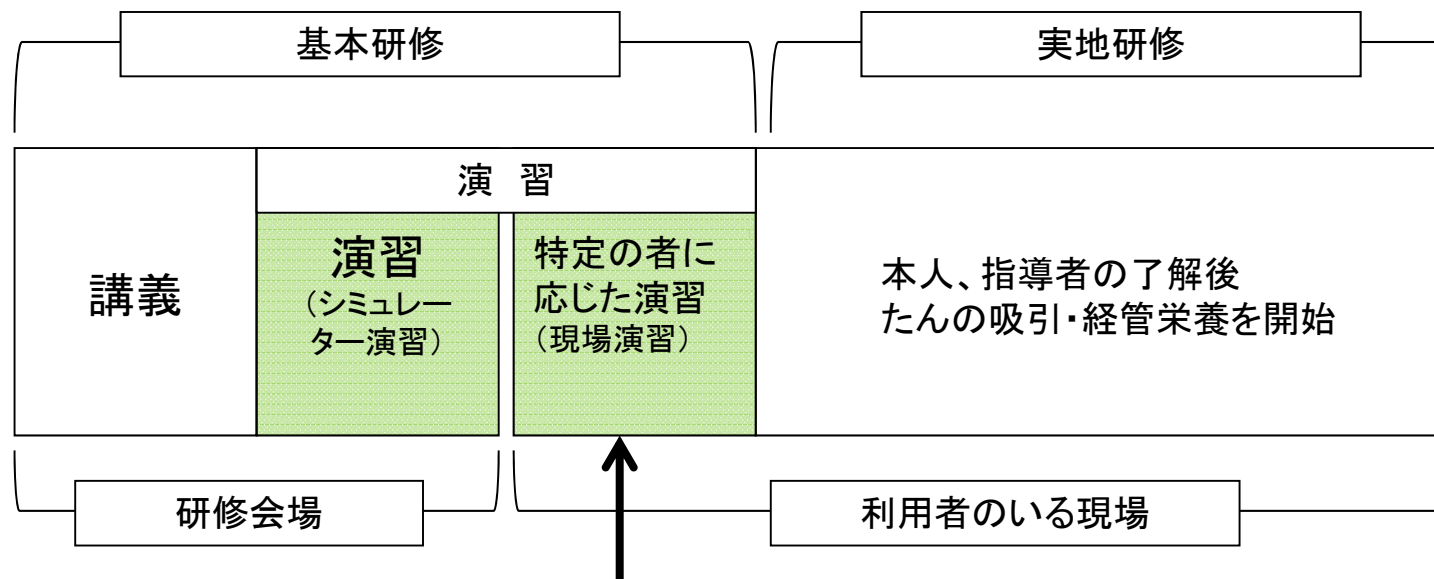 基本研修
実地研修
講義
演 習
演習
（シミュレー
ター演習）
特定の者に
応じた演習
（現場演習）
本人、指導者の了解後
たんの吸引・経管栄養を開始
研修会場
利用者のいる現場